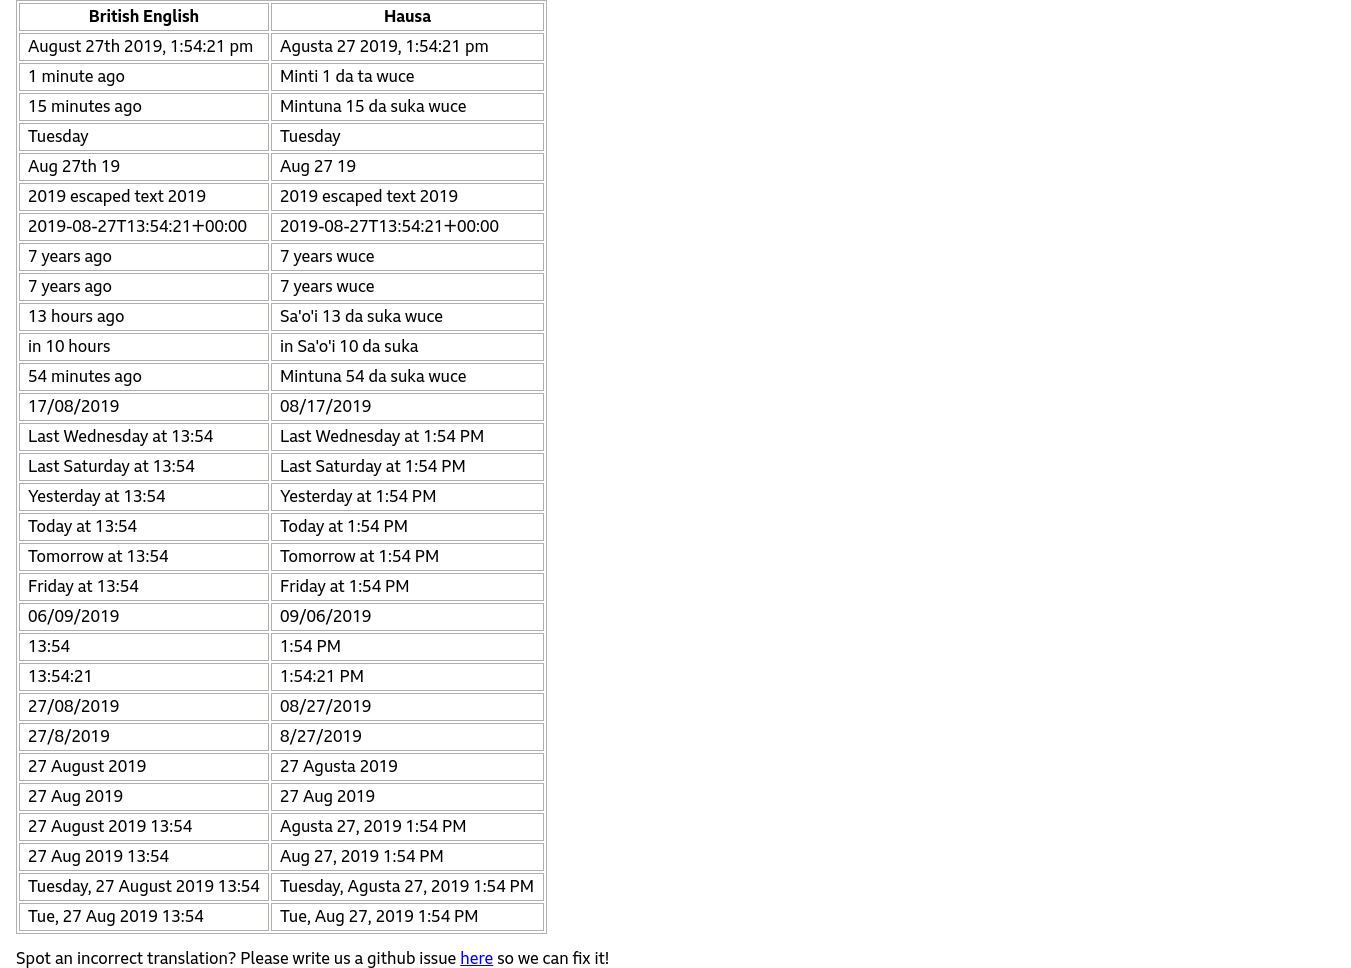 British English Hausa
August 27th 2019, 1:54:21 pm Agusta 27 2019, 1:54:21 pm
1 minute ago Minti 1 da ta wuce
15 minutes ago Mintuna 15 da suka wuce
Tuesday Tuesday
Aug 27th 19 Aug 27 19
2019 escaped text 2019 2019 escaped text 2019
2019-08-27T13:54:21+00:00 2019-08-27T13:54:21+00:00
7 years ago 7 years wuce
7 years ago 7 years wuce
13 hours ago Sa'o'i 13 da suka wuce
in 10 hours in Sa'o'i 10 da suka
54 minutes ago Mintuna 54 da suka wuce
17/08/2019 08/17/2019
Last Wednesday at 13:54 Last Wednesday at 1:54 PM
Last Saturday at 13:54 Last Saturday at 1:54 PM
Yesterday at 13:54 Yesterday at 1:54 PM
Today at 13:54 Today at 1:54 PM
Tomorrow at 13:54 Tomorrow at 1:54 PM
Friday at 13:54 Friday at 1:54 PM
06/09/2019 09/06/2019
13:54 1:54 PM
13:54:21 1:54:21 PM
27/08/2019 08/27/2019
27/8/2019 8/27/2019
27 August 2019 27 Agusta 2019
27 Aug 2019 27 Aug 2019
27 August 2019 13:54 Agusta 27, 2019 1:54 PM
27 Aug 2019 13:54 Aug 27, 2019 1:54 PM
Tuesday, 27 August 2019 13:54 Tuesday, Agusta 27, 2019 1:54 PM
Tue, 27 Aug 2019 13:54 Tue, Aug 27, 2019 1:54 PM
Spot an incorrect translation? Please write us a github issue here so we can fix it!